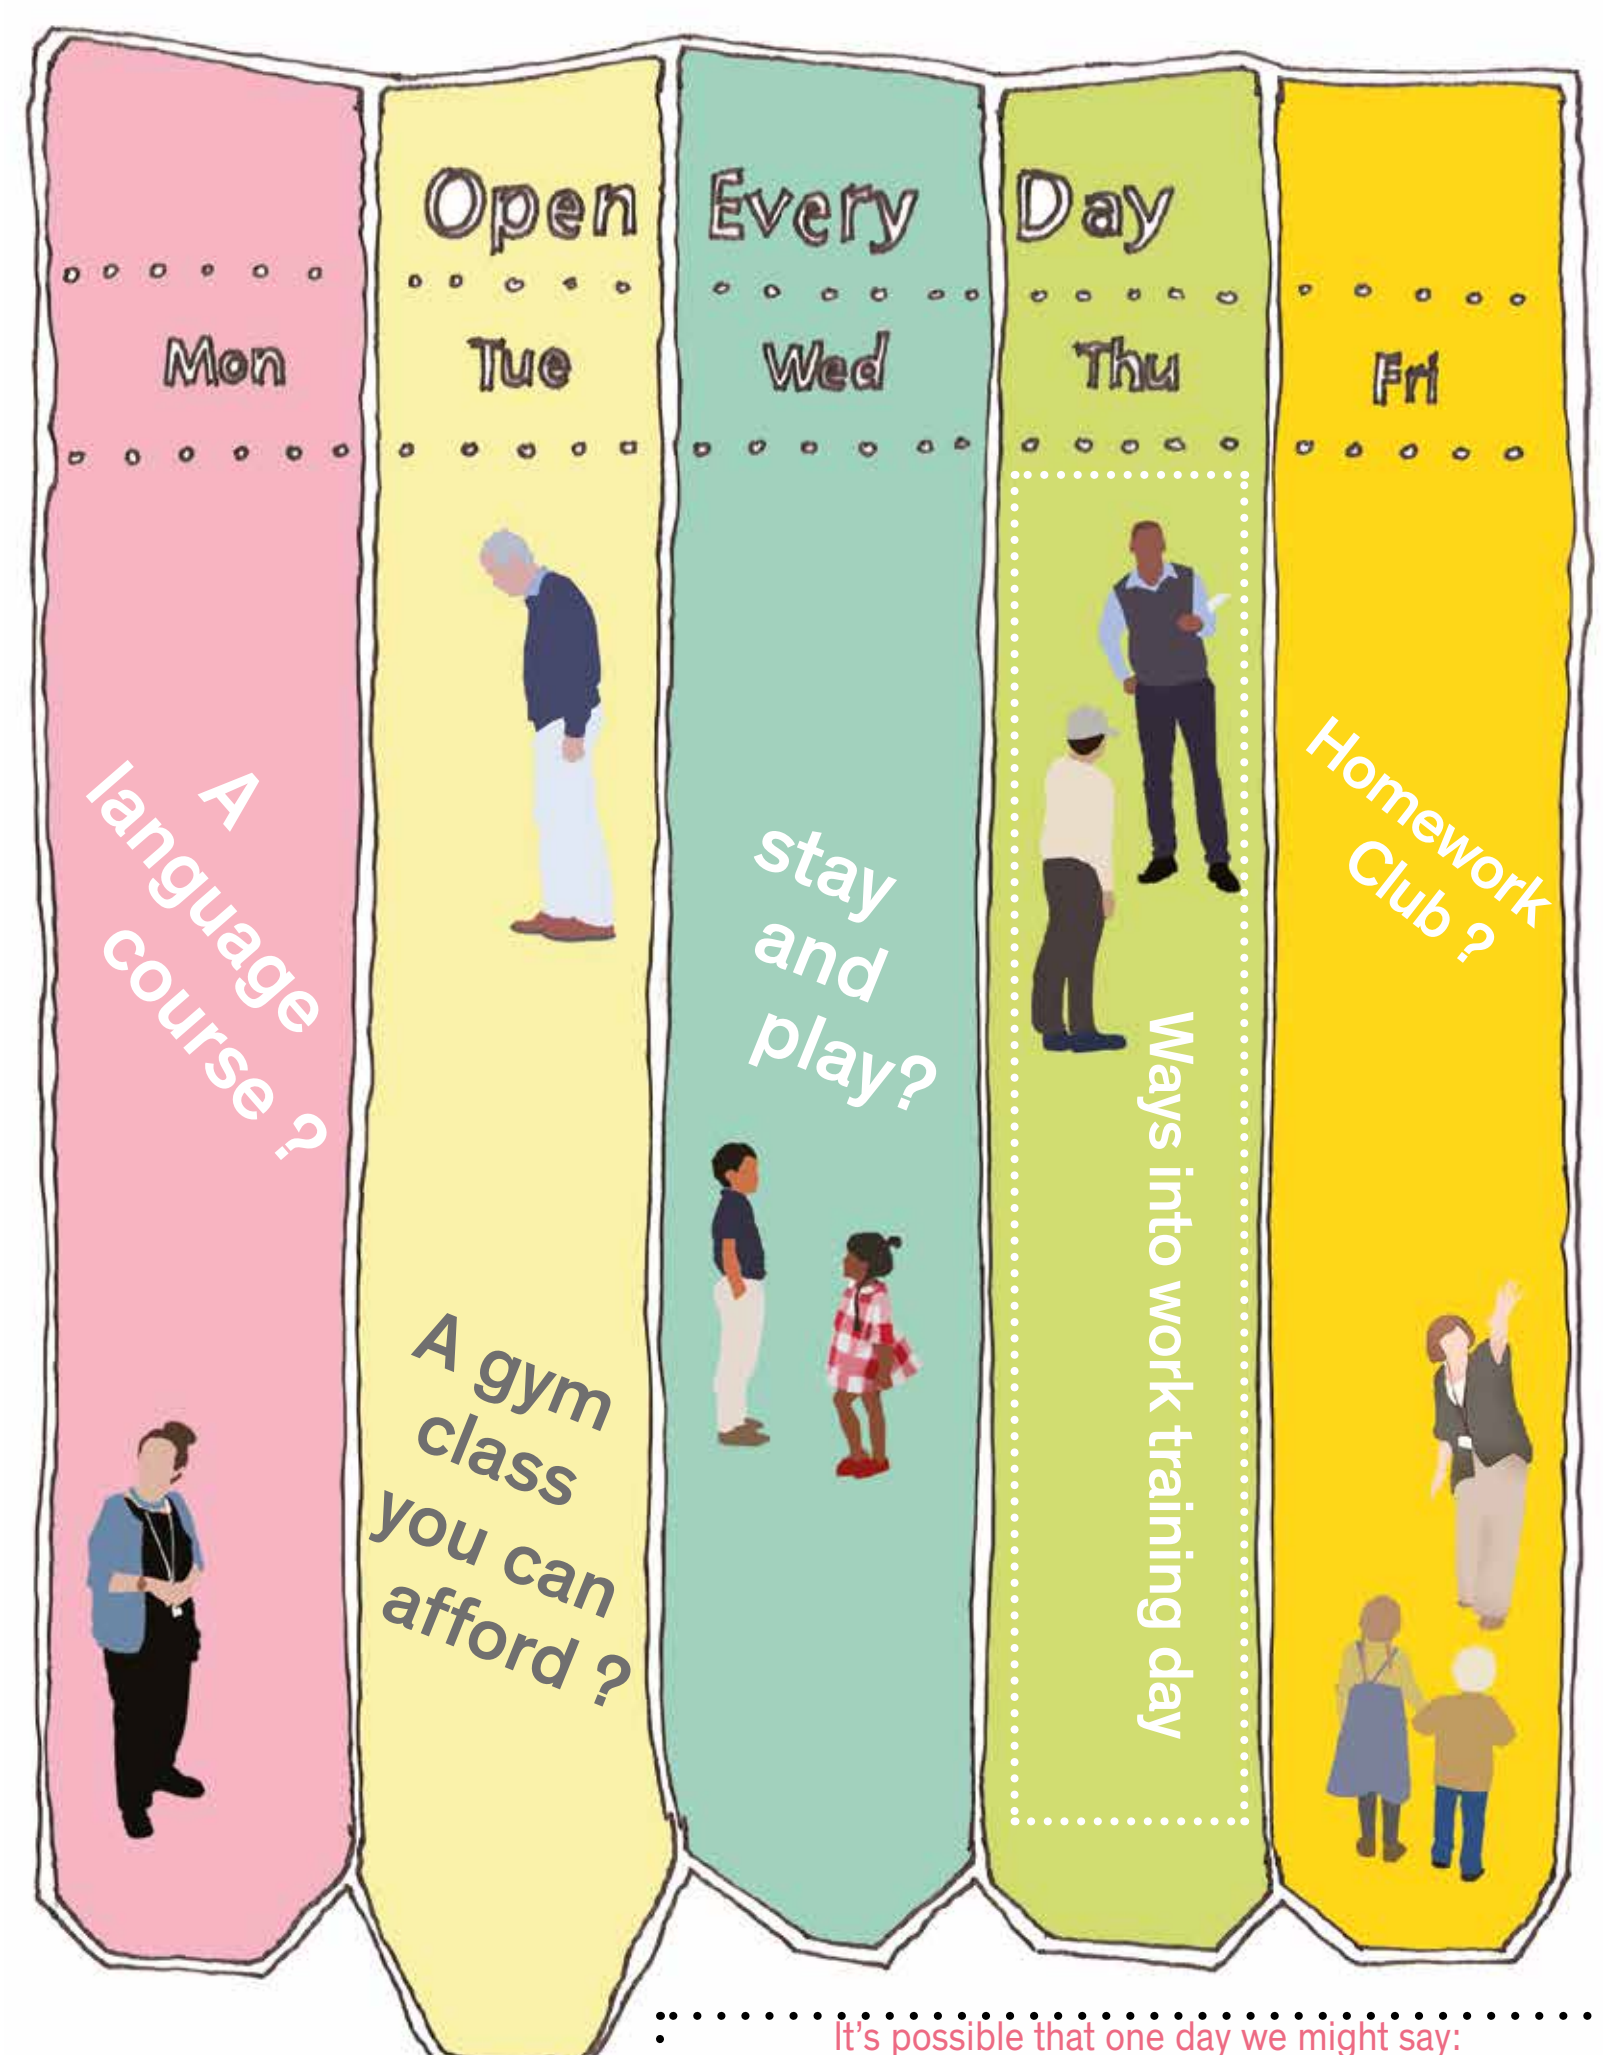 Open Every Day
Mon Tue Wed Thu Fri
A
language
course ?
A gym
class
you can
afford ?
stay
and
play?
Ways into work training day
Homework
Club ?
It's possible that one day we might say: